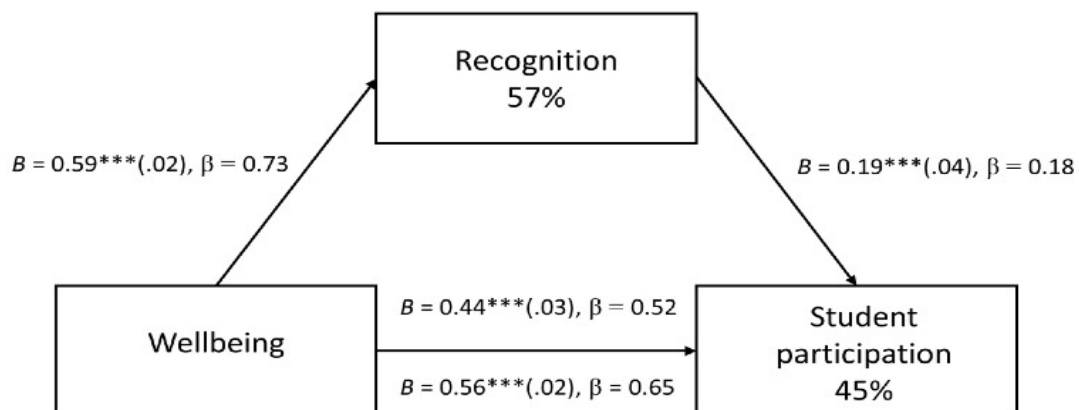 Recognition
57%
B = 0.59***(.02), β = 0.73
B = 0.19***(.04), β = 0.18
Wellbeing
B = 0.44***(.03), β = 0.52
B = 0.56***(.02), β = 0.65
Student
participation
45%